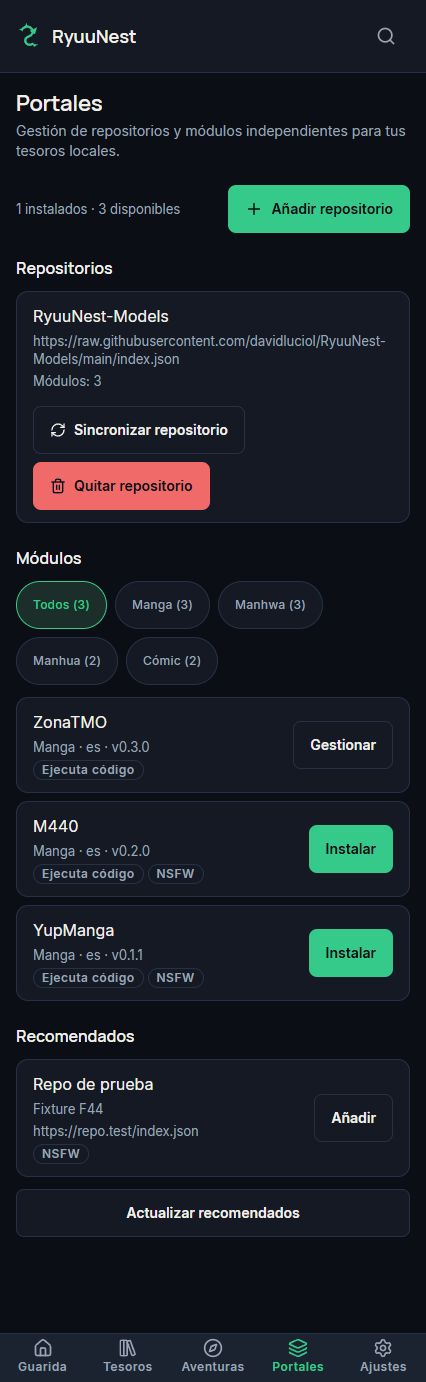 RyuuNest
Portales
Gestión de repositorios y módulos independientes para tus
tesoros locales.
1 instalados · 3 disponibles
Añadir repositorio
Repositorios
RyuuNest-Models
https://raw.githubusercontent.com/davidluciol/RyuuNest-
Models/main/index.json
Módulos: 3
Sincronizar repositorio
Quitar repositorio
Módulos
Todos (3)
Manga (3)
Manhwa (3)
Manhua (2)
Cómic (2)
ZonaTMO
Manga · es · v0.3.0
Ejecuta código
Gestionar
M440
Manga · es · v0.2.0
Ejecuta código
NSFW
Instalar
YupManga
Manga · es · v0.1.1
Ejecuta código
NSFW
Instalar
Recomendados
Repo de prueba
Fixture F44
https://repo.test/index.json
NSFW
Añadir
Actualizar recomendados
Guarida
Tesoros
Aventuras
Portales
Ajustes